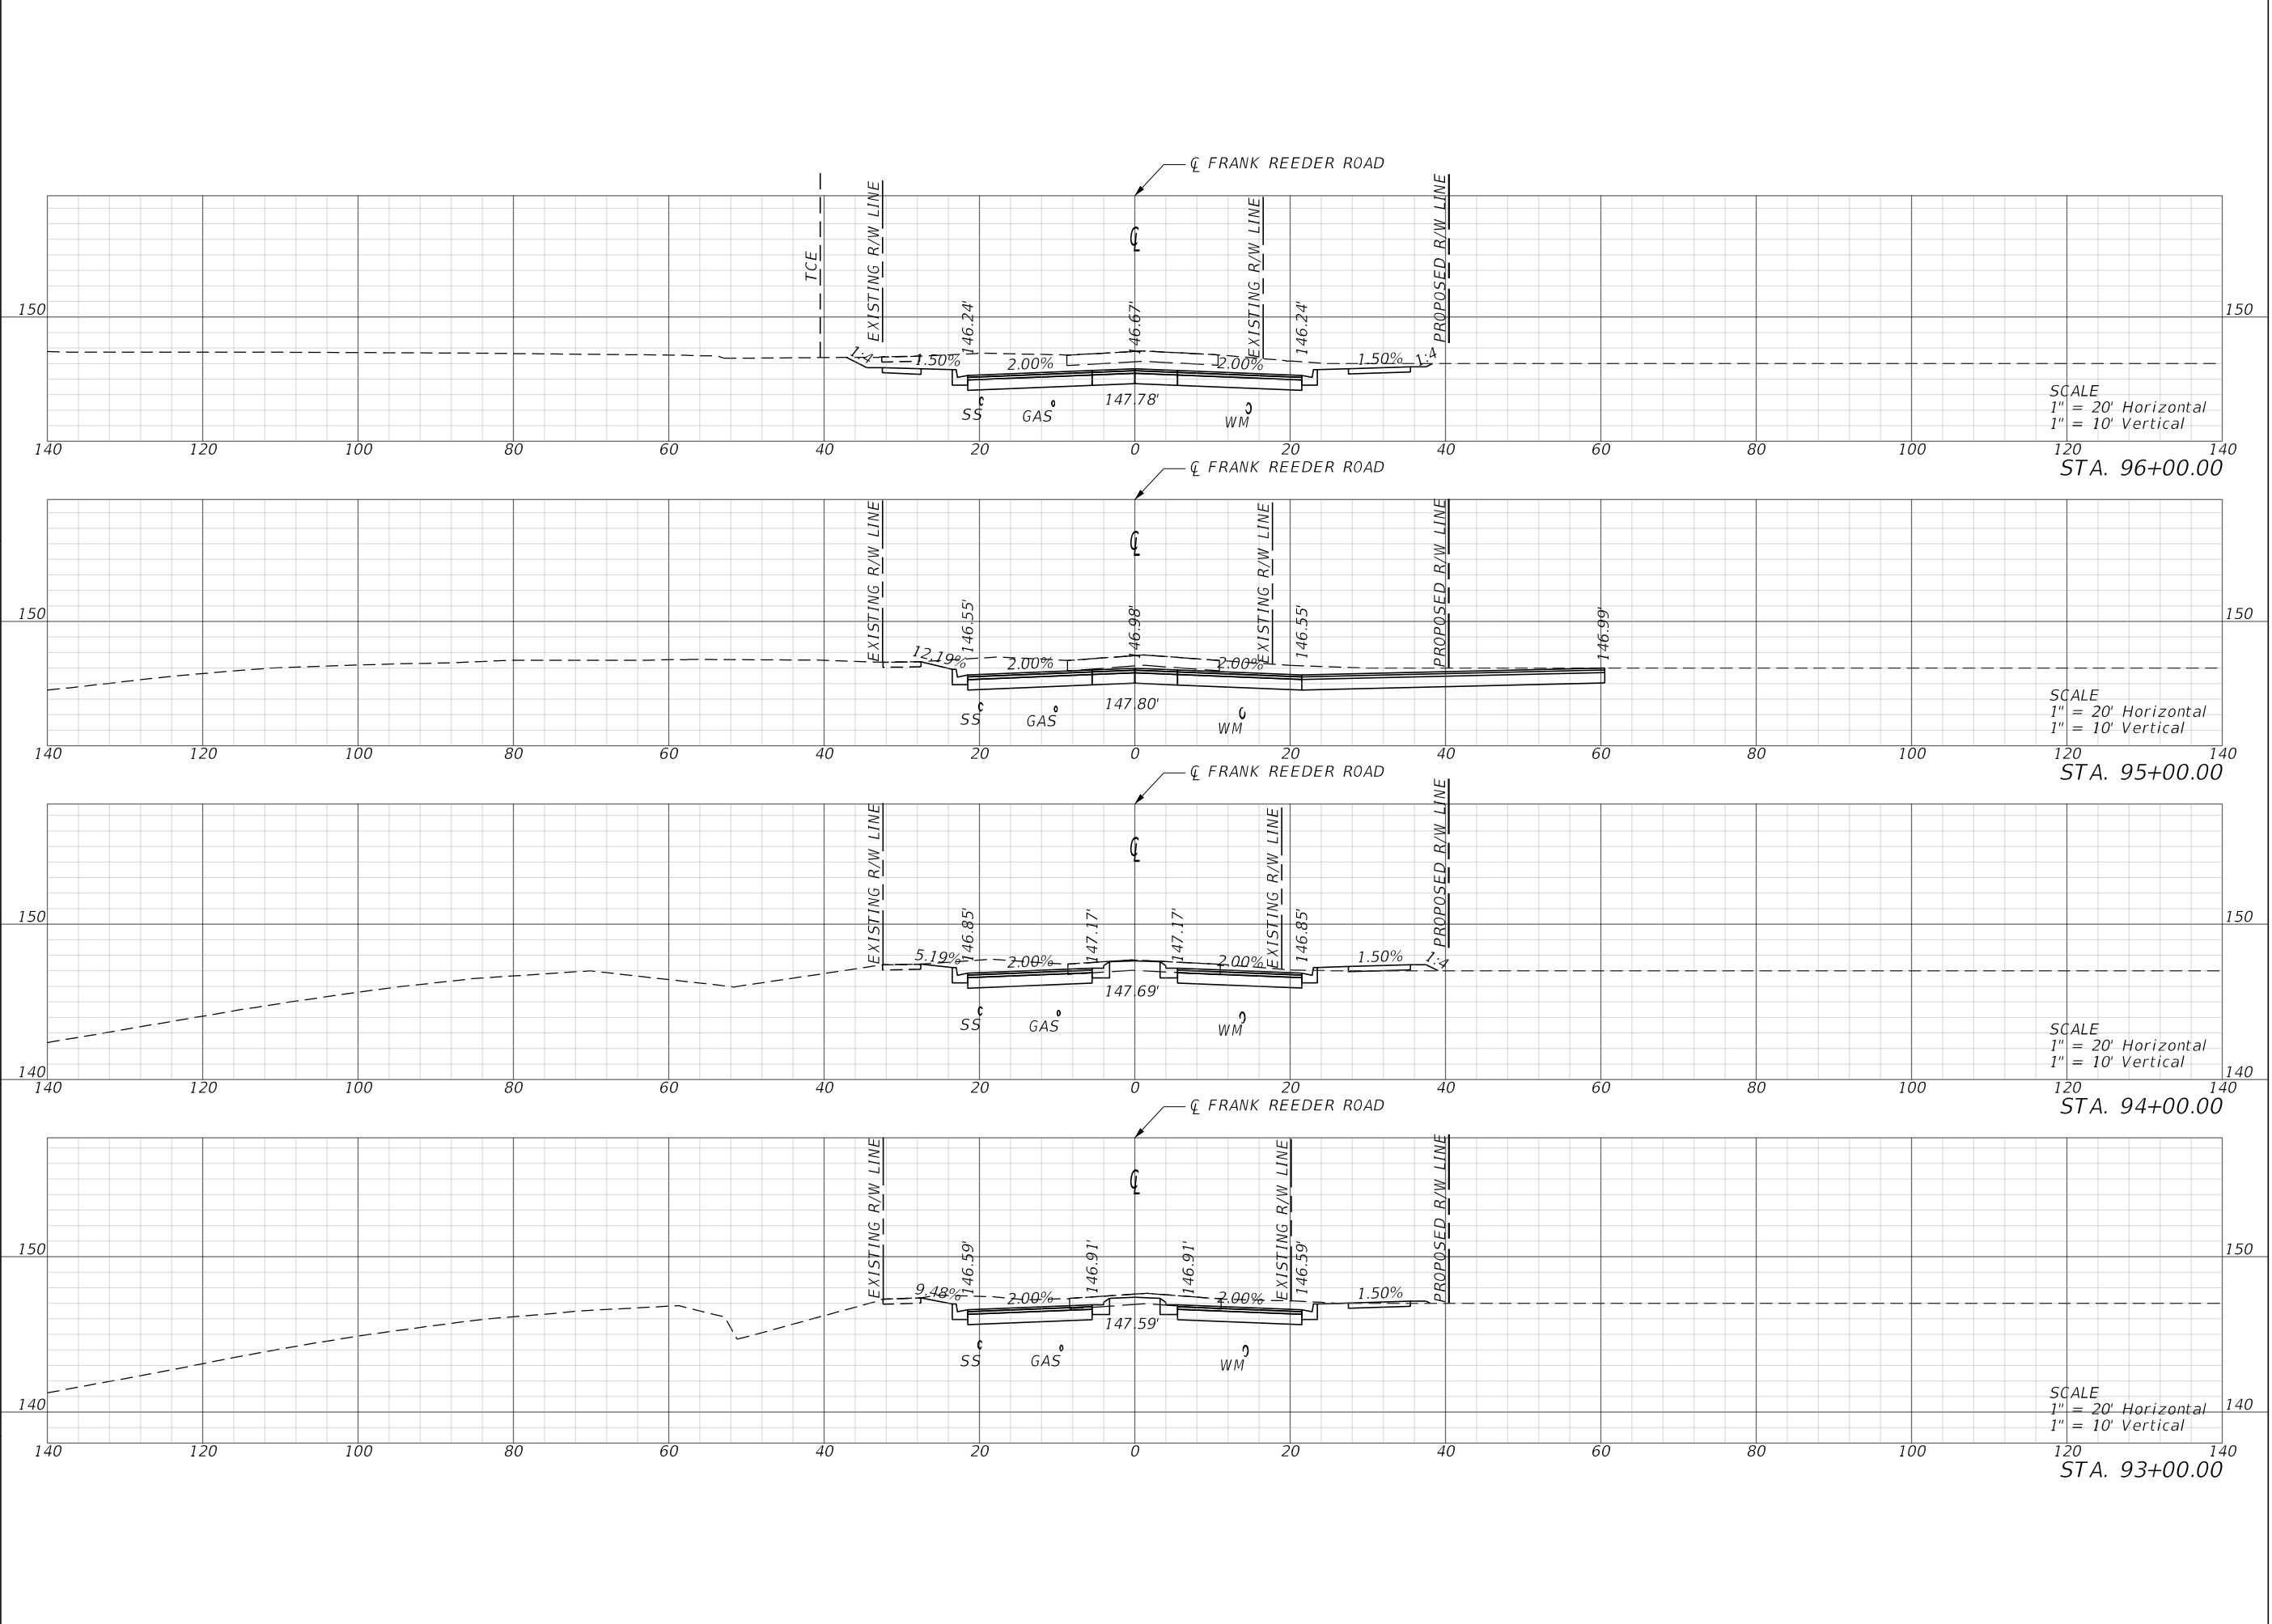 ℄ FRANK REEDER ROAD
TCE
EXISTING R/W LINE
℄
EXISTING R/W LINE
PROPOSED R/W LINE
150
150
146.24'
146.67'
146.24'
1:4
1.50%
2.00%
2.00%
1.50%
1:4
SS
GAS
147.78'
WM
SCALE
1" = 20' Horizontal
1" = 10' Vertical
140 120 100 80 60 40 20 0 20 40 60 80 100 120 140
STA. 96+00.00
℄ FRANK REEDER ROAD
EXISTING R/W LINE
℄
EXISTING R/W LINE
PROPOSED R/W LINE
150
150
146.55'
146.98'
146.55'
146.99'
12.19%
2.00%
2.00%
SS
GAS
147.80'
WM
SCALE
1" = 20' Horizontal
1" = 10' Vertical
140 120 100 80 60 40 20 0 20 40 60 80 100 120 140
STA. 95+00.00
℄ FRANK REEDER ROAD
EXISTING R/W LINE
℄
EXISTING R/W LINE
PROPOSED R/W LINE
150
150
146.85'
147.17'
147.17'
146.85'
5.19%
2.00%
2.00%
1.50%
1:4
SS
GAS
147.69'
WM
SCALE
1" = 20' Horizontal
1" = 10' Vertical
140
140
140 120 100 80 60 40 20 0 20 40 60 80 100 120 140
STA. 94+00.00
℄ FRANK REEDER ROAD
EXISTING R/W LINE
℄
EXISTING R/W LINE
PROPOSED R/W LINE
150
150
146.59'
146.91'
146.91'
146.59'
9.48%
2.00%
2.00%
1.50%
SS
GAS
147.59'
WM
SCALE
1" = 20' Horizontal
1" = 10' Vertical
140
140
140 120 100 80 60 40 20 0 20 40 60 80 100 120 140
STA. 93+00.00